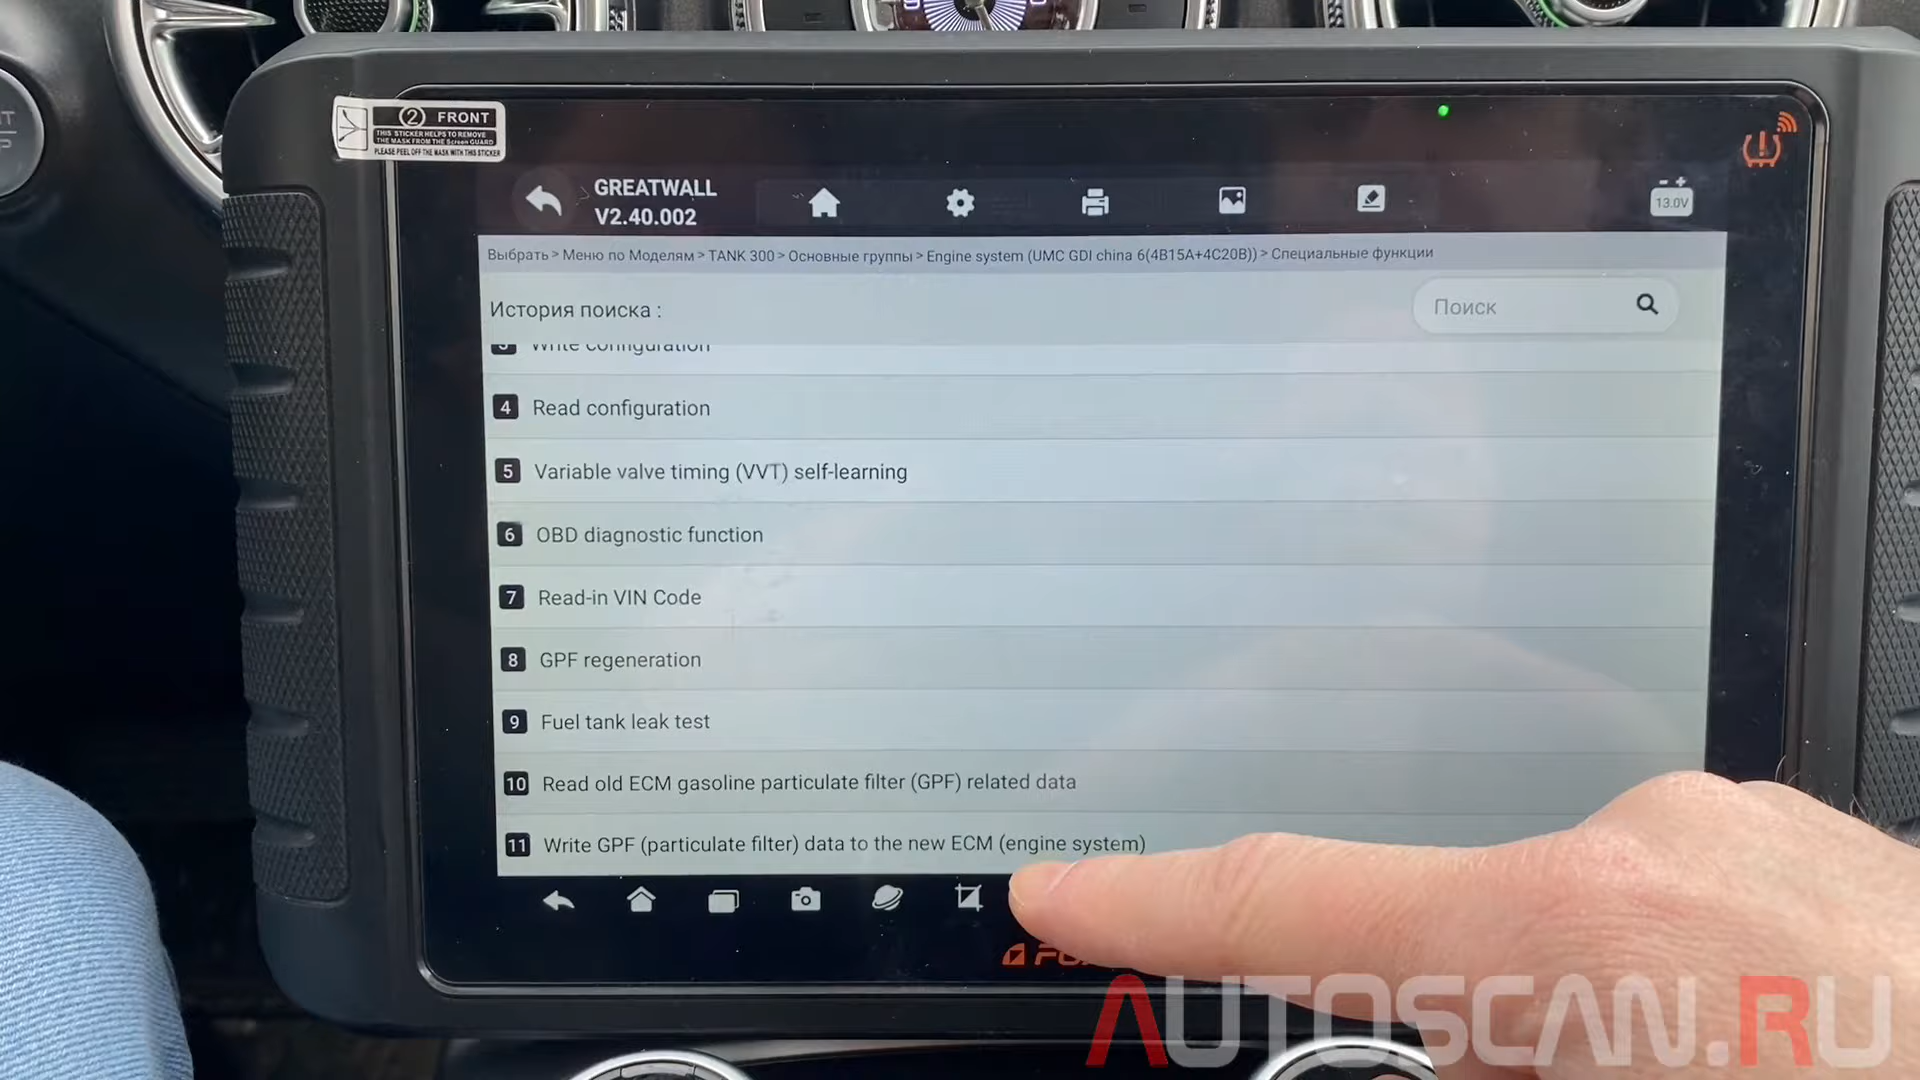 2 FRONT
THIS STICKER HELPS TO REMOVE
THE MASK FROM THE Screen GUARD
PLEASE PEEL OFF THE MASK WITH THIS STICKER
GREATWALL
V2.40.002
13.0V
Выбрать > Меню по Моделям > TANK 300 > Основные группы > Engine system (UMC GDI china 6(4B15A+4C20B)) > Специальные функции
История поиска :
Поиск
3 Write configuration
4 Read configuration
5 Variable valve timing (VVT) self-learning
6 OBD diagnostic function
7 Read-in VIN Code
8 GPF regeneration
9 Fuel tank leak test
10 Read old ECM gasoline particulate filter (GPF) related data
11 Write GPF (particulate filter) data to the new ECM (engine system)
AUTOSCAN.RU